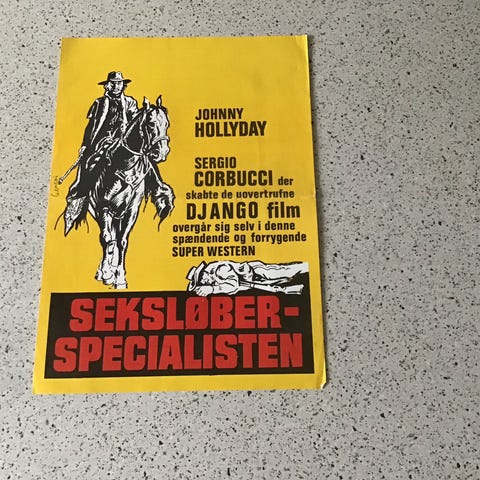 JOHNNY
HOLLYDAY
SERGIO
CORBUCCI der
skabte de uovertrufne
DJANGO film
overgår sig selv i denne
spændende og forrygende
SUPER WESTERN
SEKSLØBER-
SPECIALISTEN